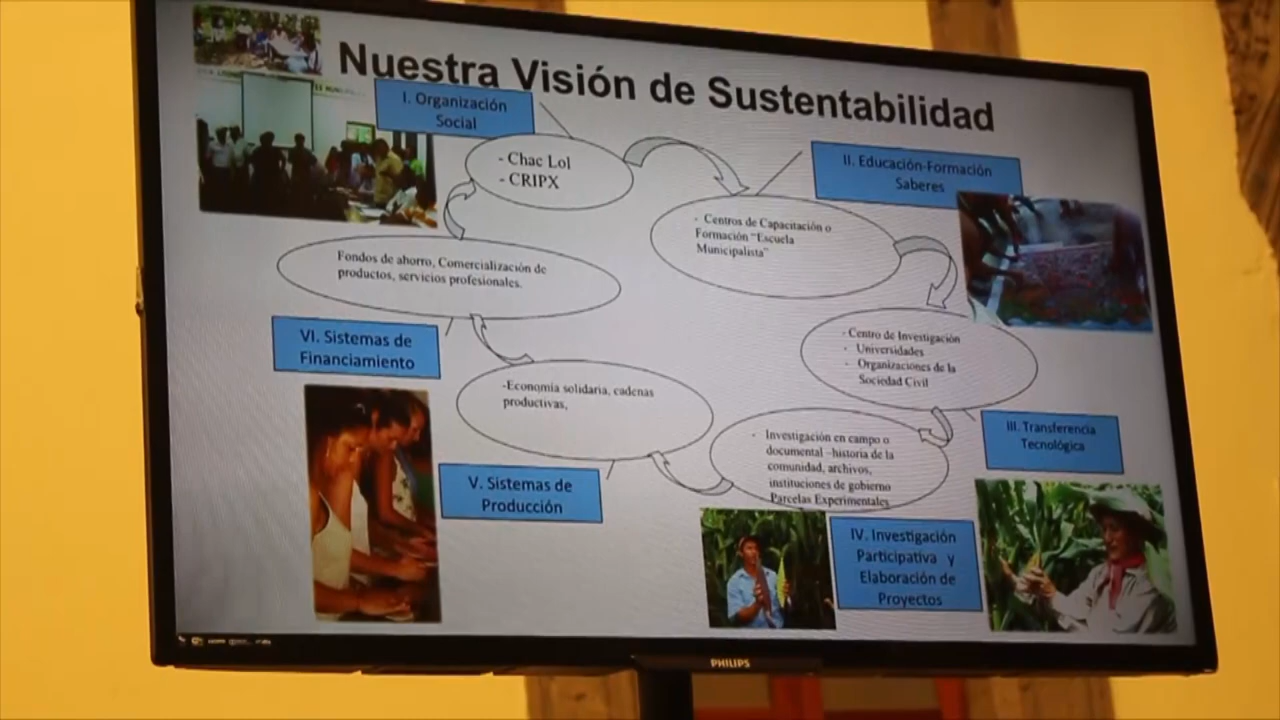 Nuestra Visión de Sustentabilidad
I. Organización
Social
- Chac Lol
- CRIPX
II. Educación-Formación
Saberes
- Centros de Capacitación o
Formación "Escuela
Municipalista"
- Centro de Investigación
- Universidades
- Organizaciones de la
Sociedad Civil
III. Transferencia
Tecnológica
- Investigación en campo o
documental –historia de la
comunidad, archivos,
instituciones de gobierno
Parcelas Experimentales
IV. Investigación
Participativa y
Elaboración de
Proyectos
-Economía solidaria, cadenas
productivas,
V. Sistemas de
Producción
Fondos de ahorro, Comercialización de
productos, servicios profesionales.
VI. Sistemas de
Financiamiento
PHILIPS